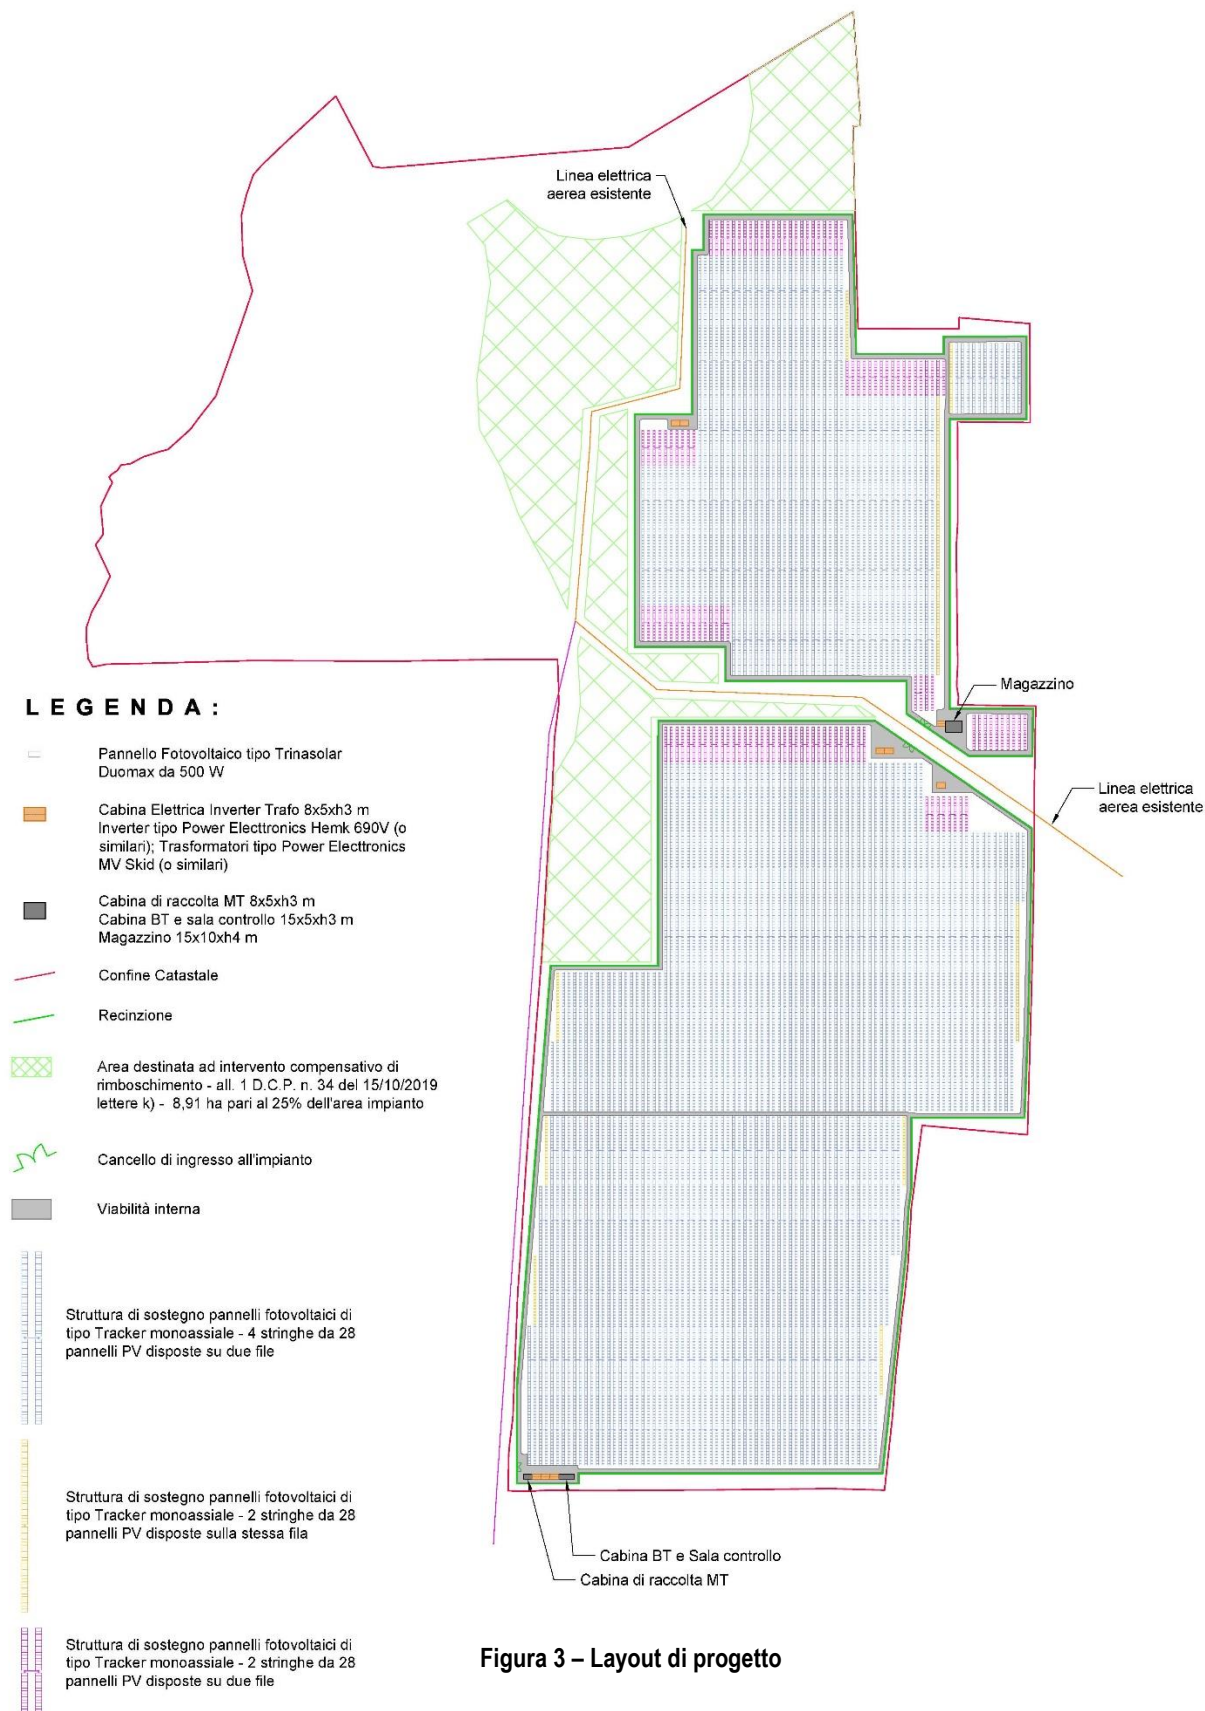 Linea elettrica
aerea esistente
Magazzino
Linea elettrica
aerea esistente
LEGENDA:
Pannello Fotovoltaico tipo Trinasolar
Duomax da 500 W
Cabina Elettrica Inverter Trafo 8x5xh3 m
Inverter tipo Power Electtronics Hemk 690V (o
similari); Trasformatori tipo Power Electtronics
MV Skid (o similari)
Cabina di raccolta MT 8x5xh3 m
Cabina BT e sala controllo 15x5xh3 m
Magazzino 15x10xh4 m
Confine Catastale
Recinzione
Area destinata ad intervento compensativo di
rimboschimento - all. 1 D.C.P. n. 34 del 15/10/2019
lettere k) - 8,91 ha pari al 25% dell'area impianto
Cancello di ingresso all'impianto
Viabilità interna
Struttura di sostegno pannelli fotovoltaici di
tipo Tracker monoassiale - 4 stringhe da 28
pannelli PV disposte su due file
Struttura di sostegno pannelli fotovoltaici di
tipo Tracker monoassiale - 2 stringhe da 28
pannelli PV disposte sulla stessa fila
Struttura di sostegno pannelli fotovoltaici di
tipo Tracker monoassiale - 2 stringhe da 28
pannelli PV disposte su due file
Cabina BT e Sala controllo
Cabina di raccolta MT
Figura 3 – Layout di progetto